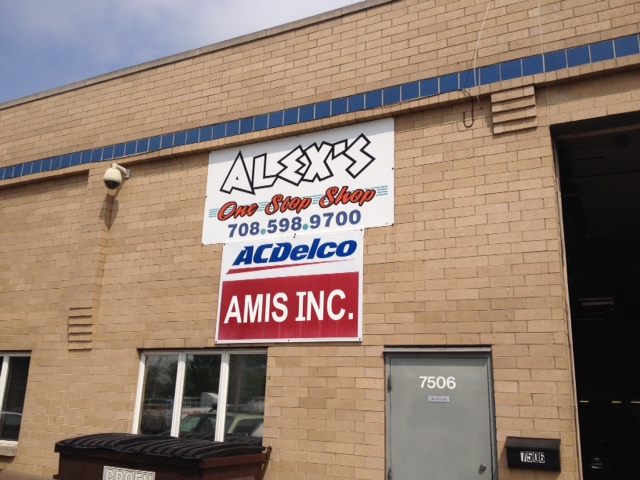 ALEX'S
One Stop Shop
708.598.9700
ACDelco
AMIS INC.
7506
7506